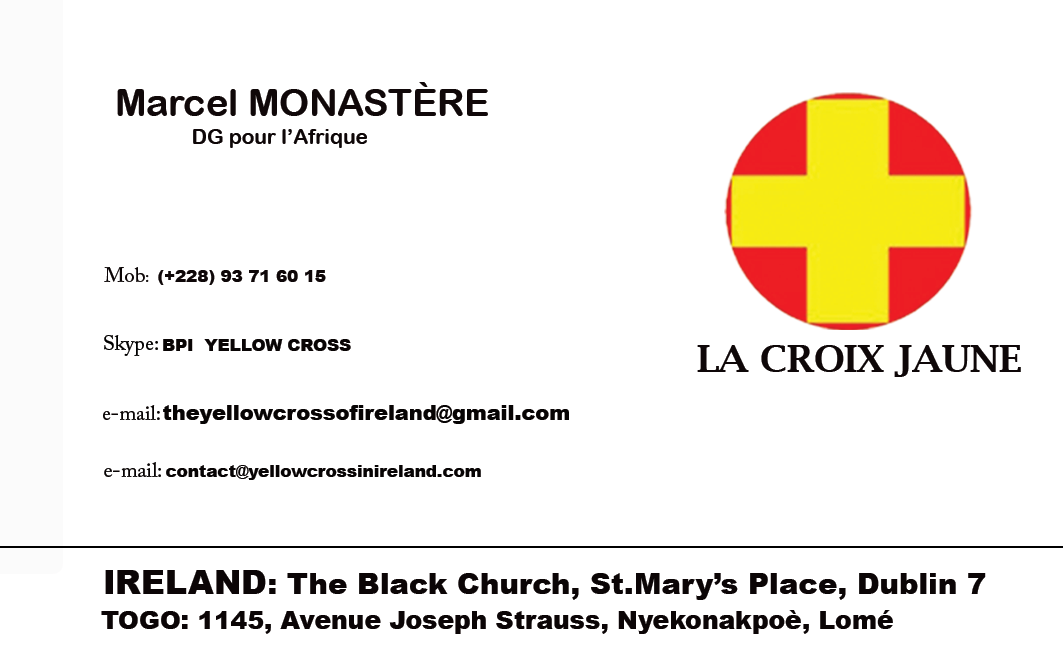 Marcel MONASTÈRE
DG pour l’Afrique
Mob: (+228) 93 71 60 15
Skype: BPI YELLOW CROSS
e-mail: theyellowcrossofireland@gmail.com
e-mail: contact@yellowcrossinireland.com
LA CROIX JAUNE
IRELAND: The Black Church, St.Mary’s Place, Dublin 7
TOGO: 1145, Avenue Joseph Strauss, Nyekonakpoè, Lomé